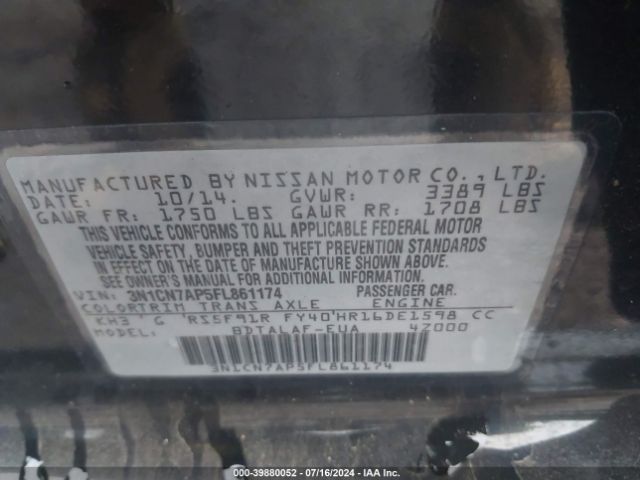 MANUFACTURED BY NISSAN MOTOR CO., LTD.
DATE: 10/14. GVWR: 3389 LBS
GAWR FR: 1750 LBS GAWR RR: 1708 LBS
THIS VEHICLE CONFORMS TO ALL APPLICABLE FEDERAL MOTOR
VEHICLE SAFETY, BUMPER AND THEFT PREVENTION STANDARDS
IN EFFECT ON THE DATE OF MANUFACTURE SHOWN ABOVE.
SEE OWNER'S MANUAL FOR ADDITIONAL INFORMATION.
VIN: 3N1CN7AP5FL861174 PASSENGER CAR.
COLOR TRIM TRANS AXLE ENGINE
KH3 G RS5F91R FY40 HR16DE1598 CC
MODEL: BDTALAF-EUA 42000
3N1CN7AP5FL861174
000-39880052 - 07/16/2024 - IAA Inc.